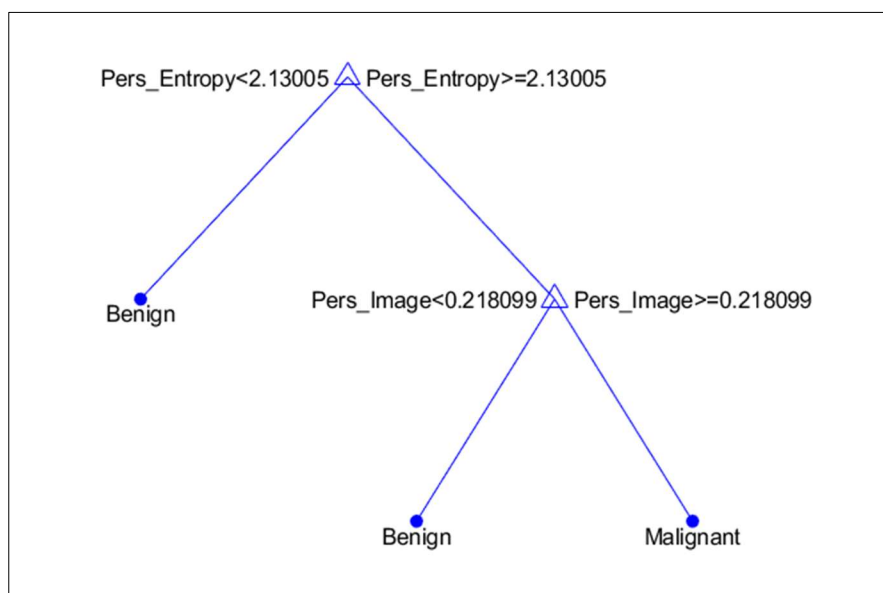 Pers_Entropy<2.13005 Pers_Entropy>=2.13005
Benign
Pers_Image<0.218099 Pers_Image>=0.218099
Benign
Malignant